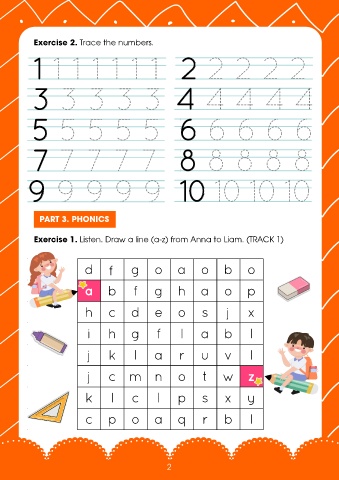 Exercise 2. Trace the numbers.
1 1 1 1 1 1 1 2 2 2 2 2
3 3 3 3 3 4 4 4 4 4
5 5 5 5 5 6 6 6 6 6
7 7 7 7 7 8 8 8 8 8
9 9 9 9 9 10 10 10 10
PART 3. PHONICS
Exercise 1. Listen. Draw a line (a-z) from Anna to Liam. (TRACK 1)
d f g o a o b o
a b f g h a o p
h c d e o s j x
i h g f l a b l
j k l a r u v l
j c m n o t w z
k l c l p s x y
c p o a q r b l
2